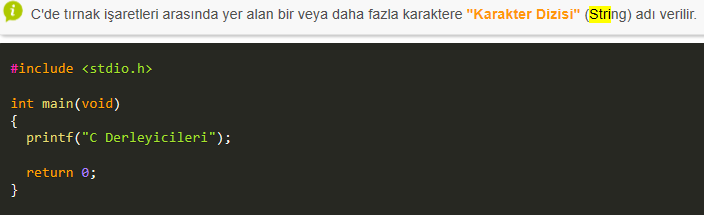 C'de tırnak işaretleri arasında yer alan bir veya daha fazla karaktere "Karakter Dizisi" (String) adı verilir.
#include <stdio.h>
int main(void)
{
printf("C Derleyicileri");
return 0;
}